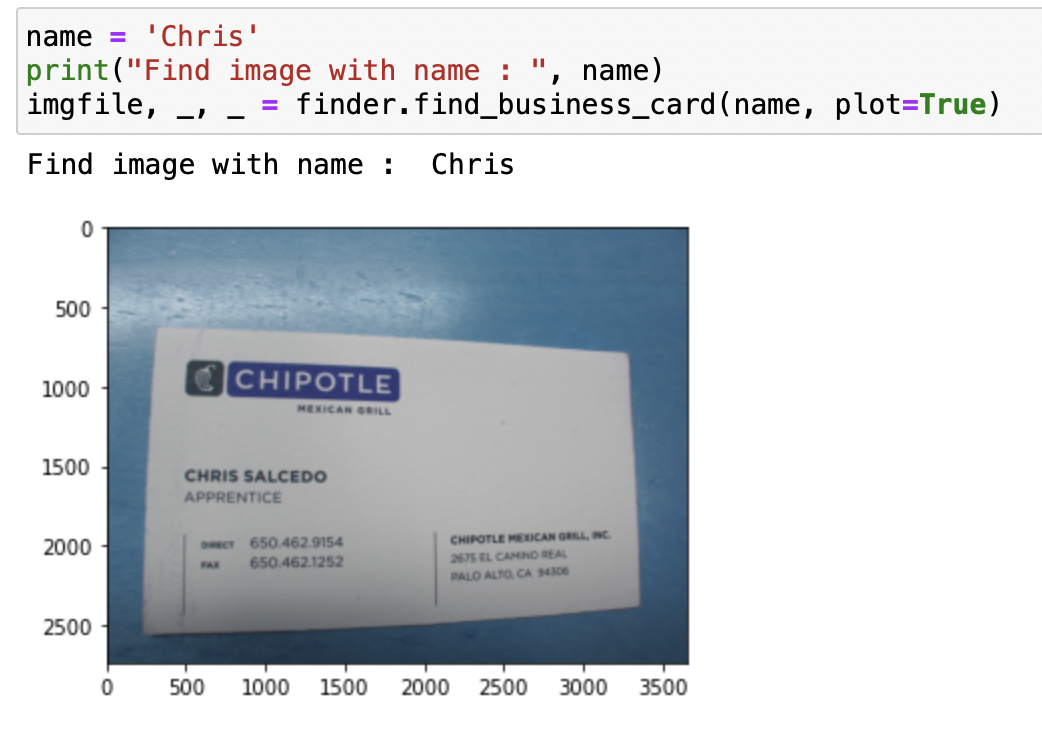 name = 'Chris'
print("Find image with name : ", name)
imgfile, _, _ = finder.find_business_card(name, plot=True)
Find image with name :  Chris
0
500
1000
1500
2000
2500
CHIPOTLE
MEXICAN GRILL
CHRIS SALCEDO
APPRENTICE
DIRECT 650.462.9154
FAX 650.462.1252
CHIPOTLE MEXICAN GRILL, INC.
2675 EL CAMINO REAL
PALO ALTO, CA 94306
0 500 1000 1500 2000 2500 3000 3500